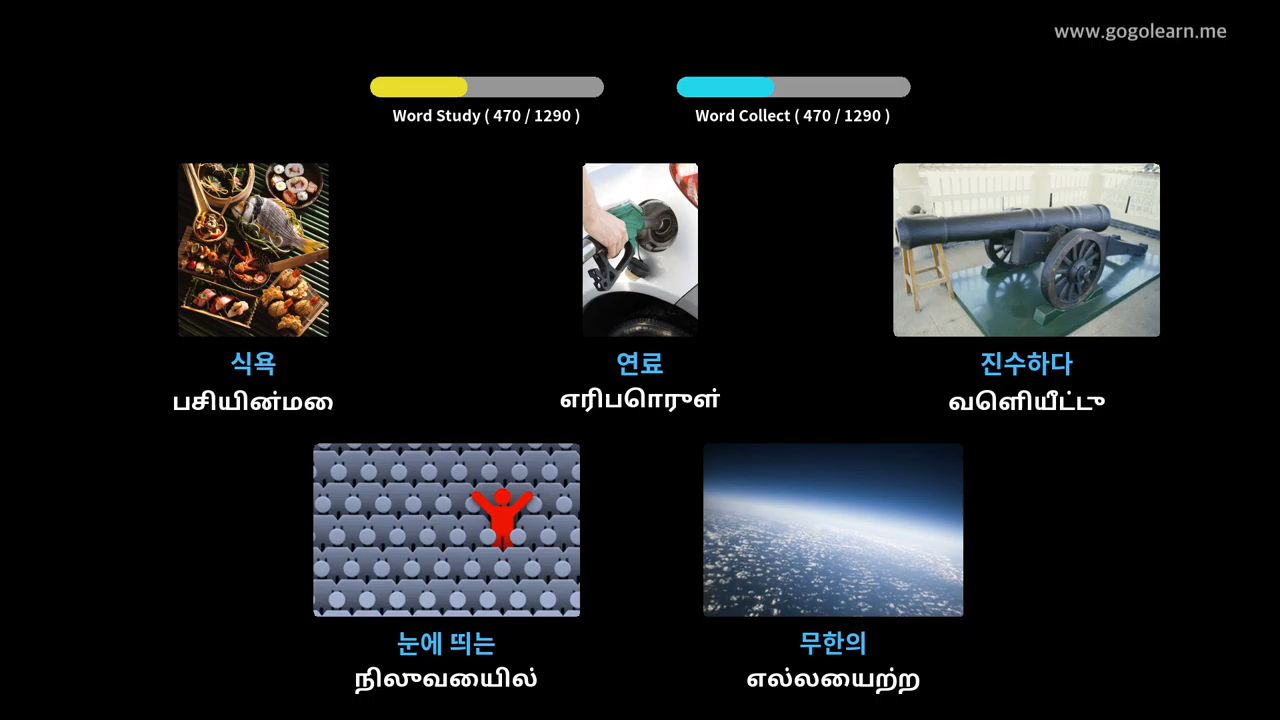 www.gogolearn.me
Word Study ( 470 / 1290 )
Word Collect ( 470 / 1290 )
식욕
연료
진수하다
பசியின்மை
எரிபொருள்
வெளியீட்டு
눈에 띄는
무한의
நிலுவையில்
எல்லையற்ற